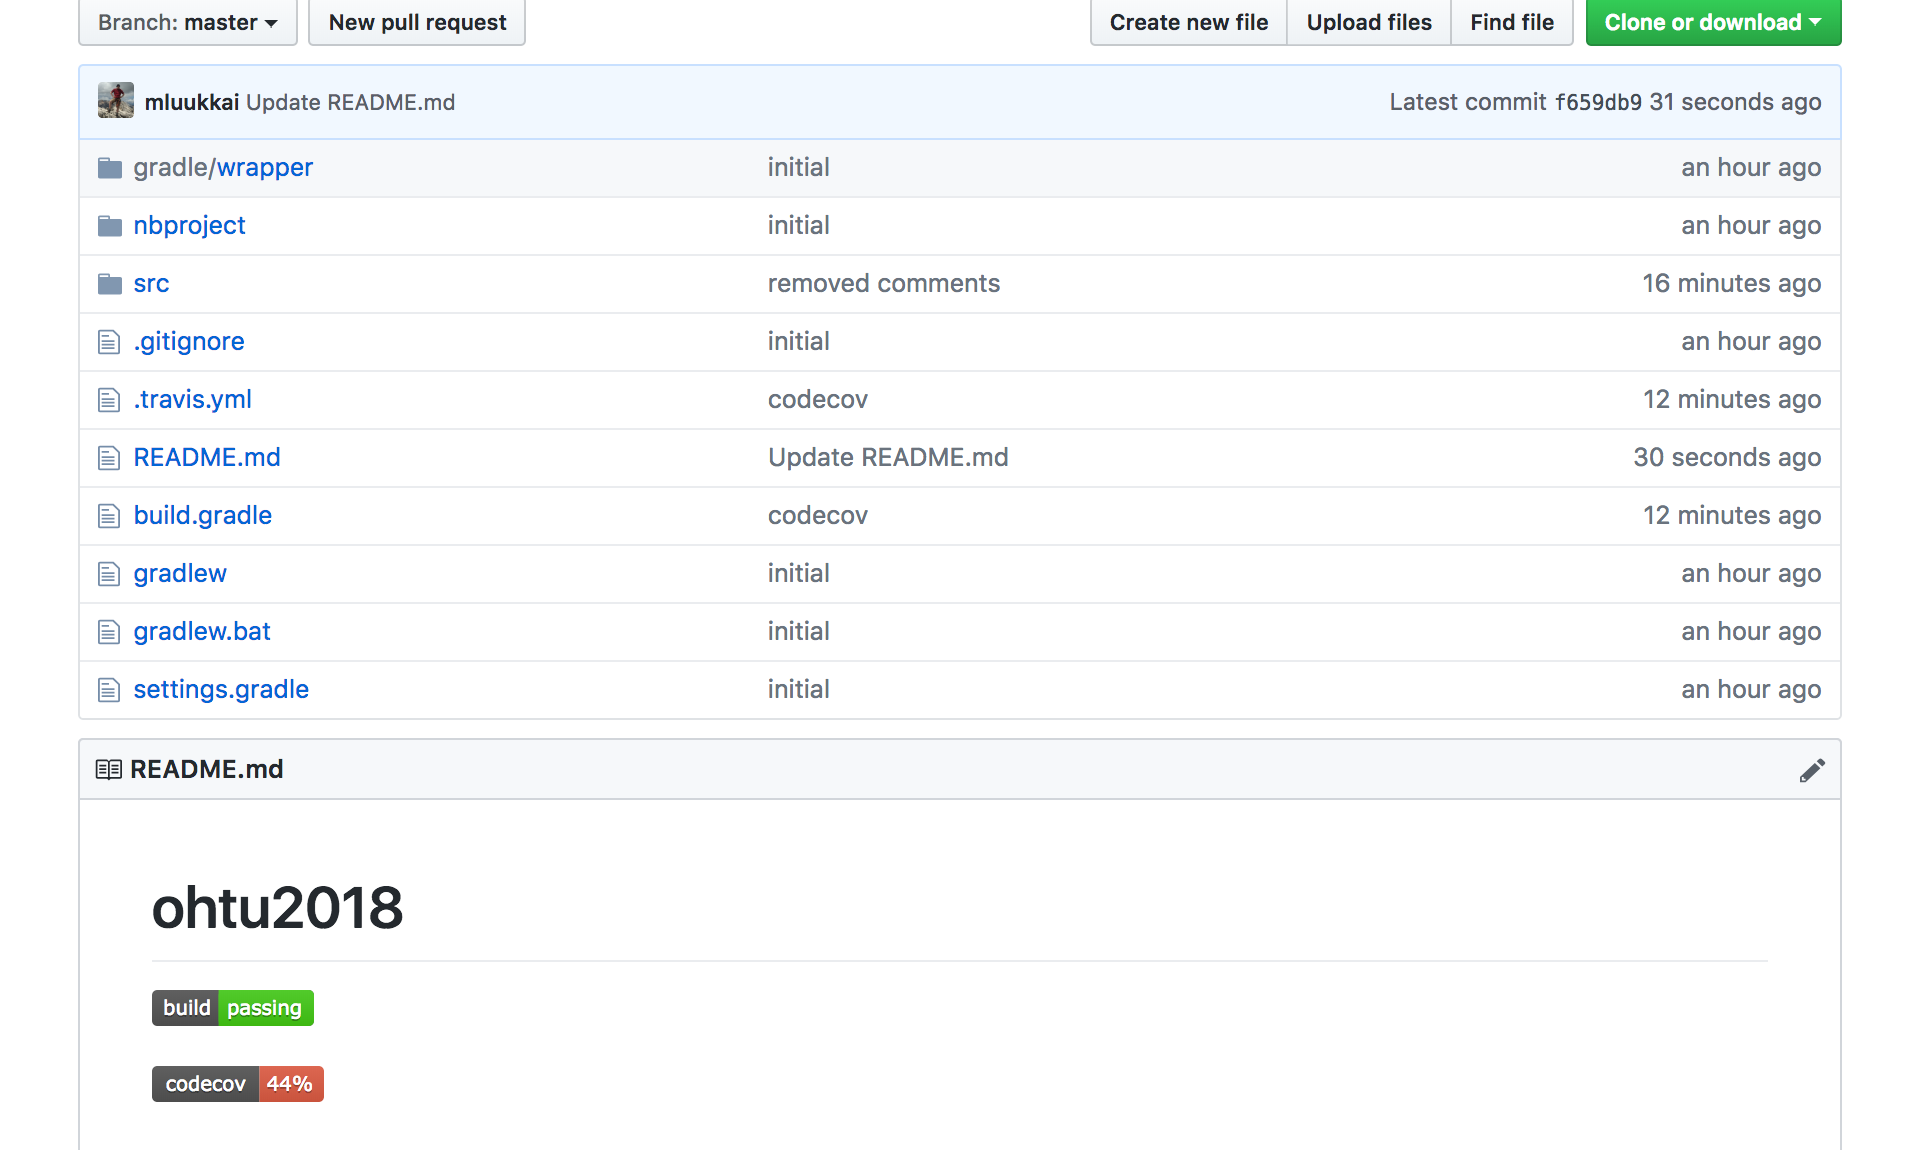 Branch: master New pull request Create new file Upload files Find file Clone or download
mluukkai Update README.md Latest commit f659db9 31 seconds ago
gradle/wrapper initial an hour ago
nbproject initial an hour ago
src removed comments 16 minutes ago
.gitignore initial an hour ago
.travis.yml codecov 12 minutes ago
README.md Update README.md 30 seconds ago
build.gradle codecov 12 minutes ago
gradlew initial an hour ago
gradlew.bat initial an hour ago
settings.gradle initial an hour ago
README.md
ohtu2018
build passing
codecov 44%